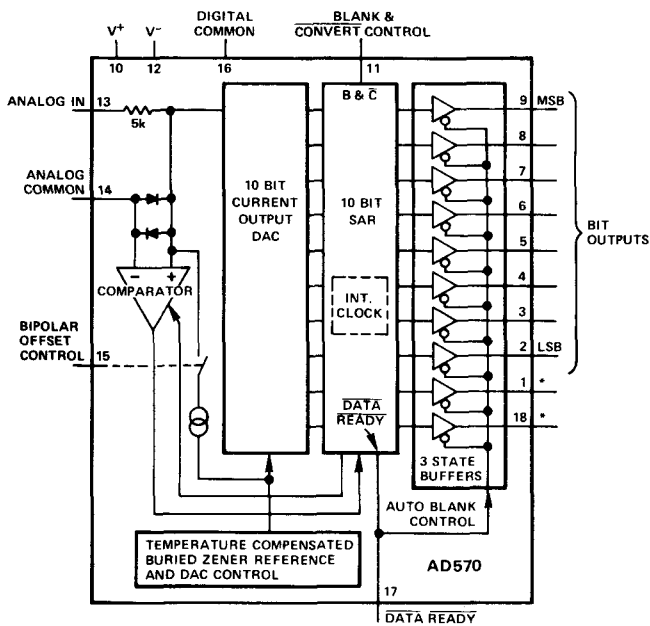 DIGITAL
COMMON
BLANK &
CONVERT CONTROL
V+
V-
10
12
16
11
ANALOG IN
13
5k
ANALOG
COMMON
14
10 BIT
CURRENT
OUTPUT
DAC
B & C
10 BIT
SAR
INT.
CLOCK
DATA
READY
9
MSB
8
7
6
5
4
3
2
LSB
1
*
18
*
BIT
OUTPUTS
-
+
COMPARATOR
BIPOLAR
OFFSET
CONTROL
15
3 STATE
BUFFERS
AUTO BLANK
CONTROL
TEMPERATURE COMPENSATED
BURIED ZENER REFERENCE
AND DAC CONTROL
AD570
17
DATA READY